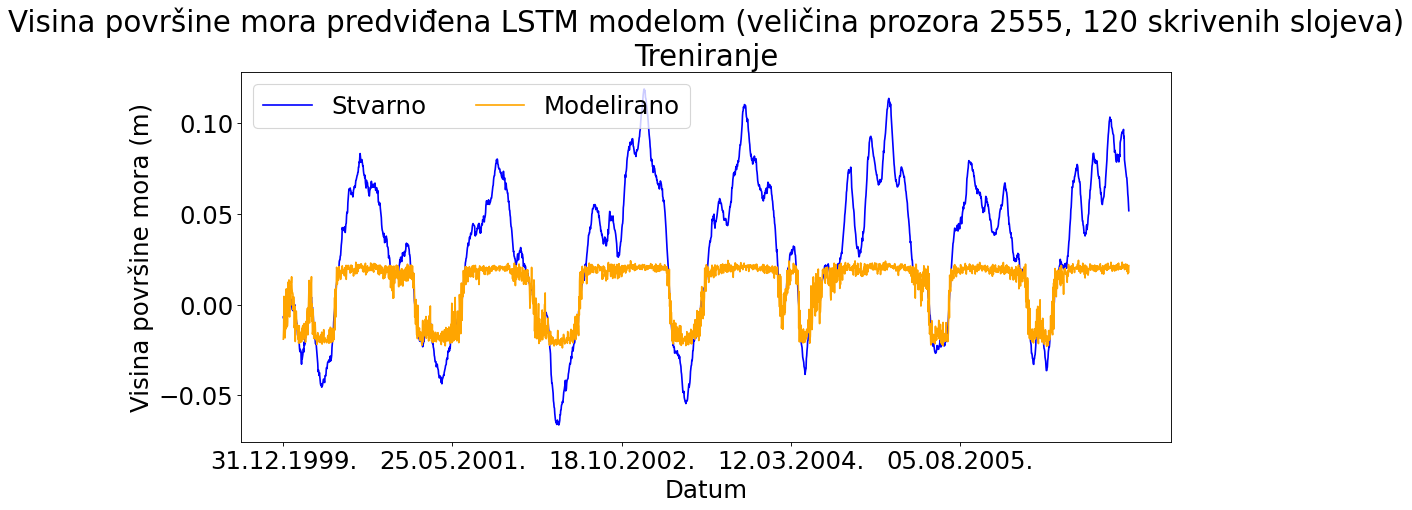 Visina površine mora predviđena LSTM modelom (veličina prozora 2555, 120 skrivenih slojeva)
Treniranje
Stvarno Modelirano
Visina površine mora (m)
0.10
0.05
0.00
−0.05
31.12.1999. 25.05.2001. 18.10.2002. 12.03.2004. 05.08.2005.
Datum